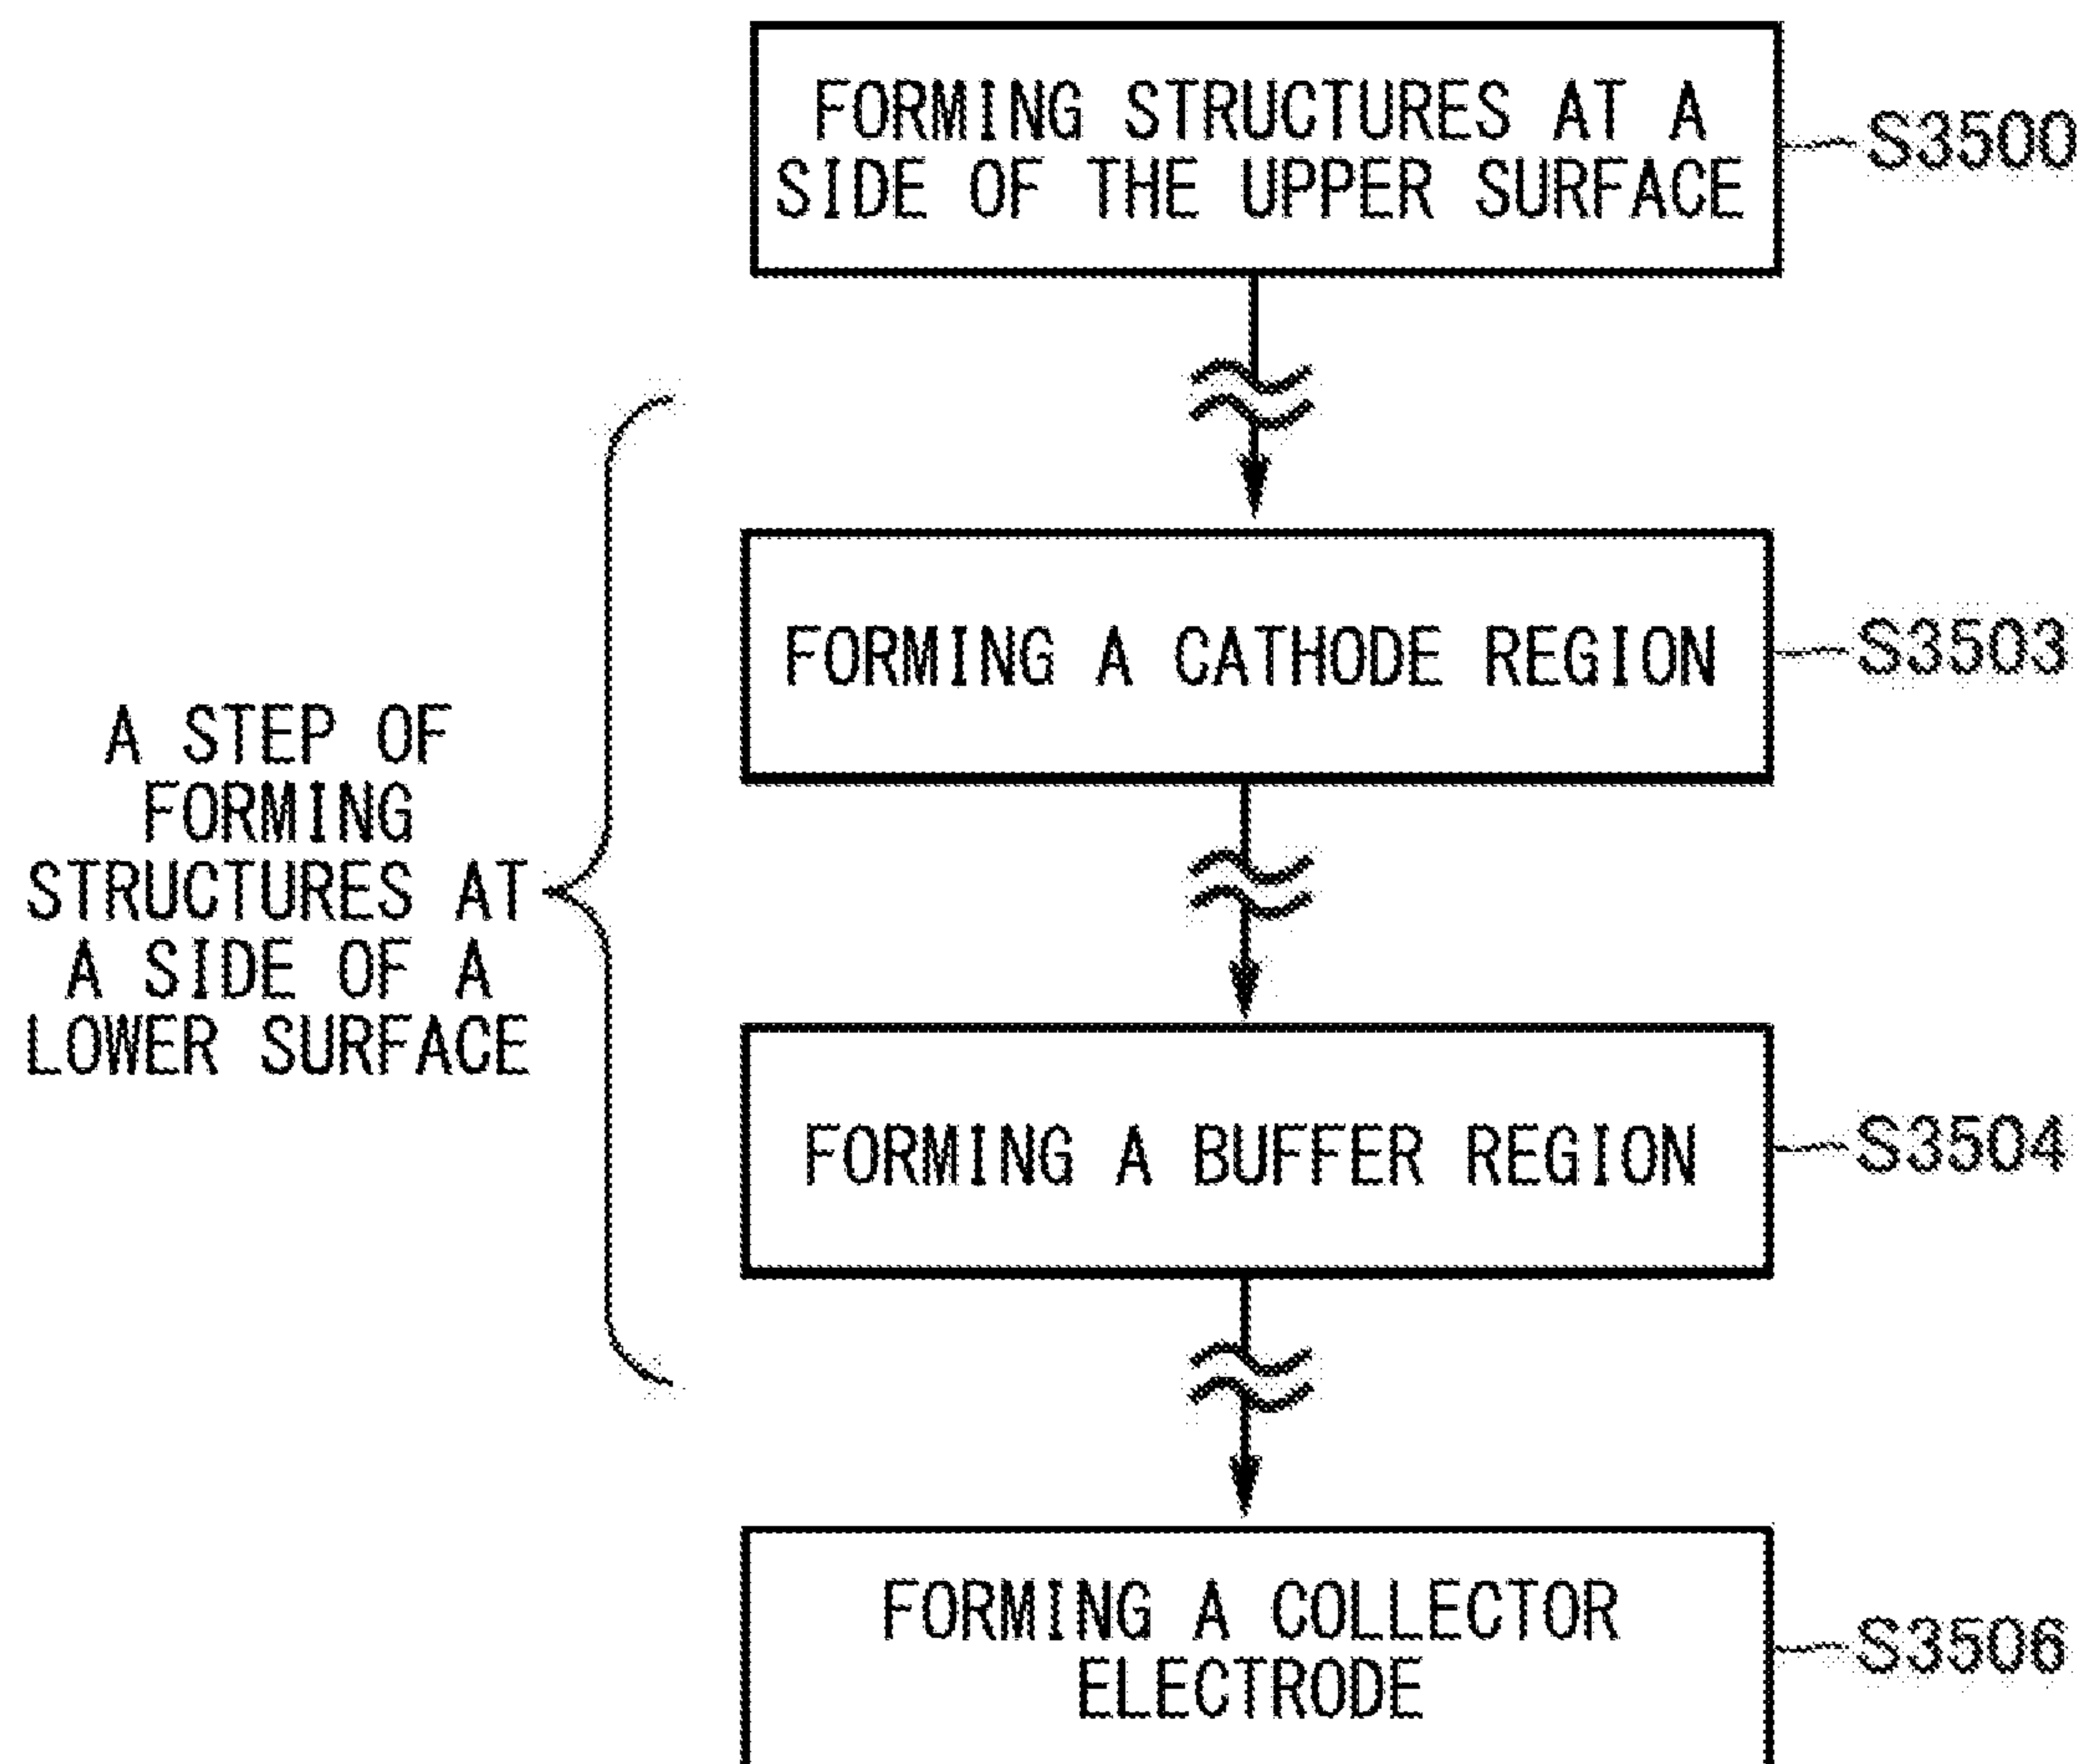 FORMING STRUCTURES AT A
SIDE OF THE UPPER SURFACE
S3500
FORMING A CATHODE REGION
S3503
A STEP OF
FORMING
STRUCTURES AT
A SIDE OF A
LOWER SURFACE
FORMING A BUFFER REGION
S3504
FORMING A COLLECTOR
ELECTRODE
S3506